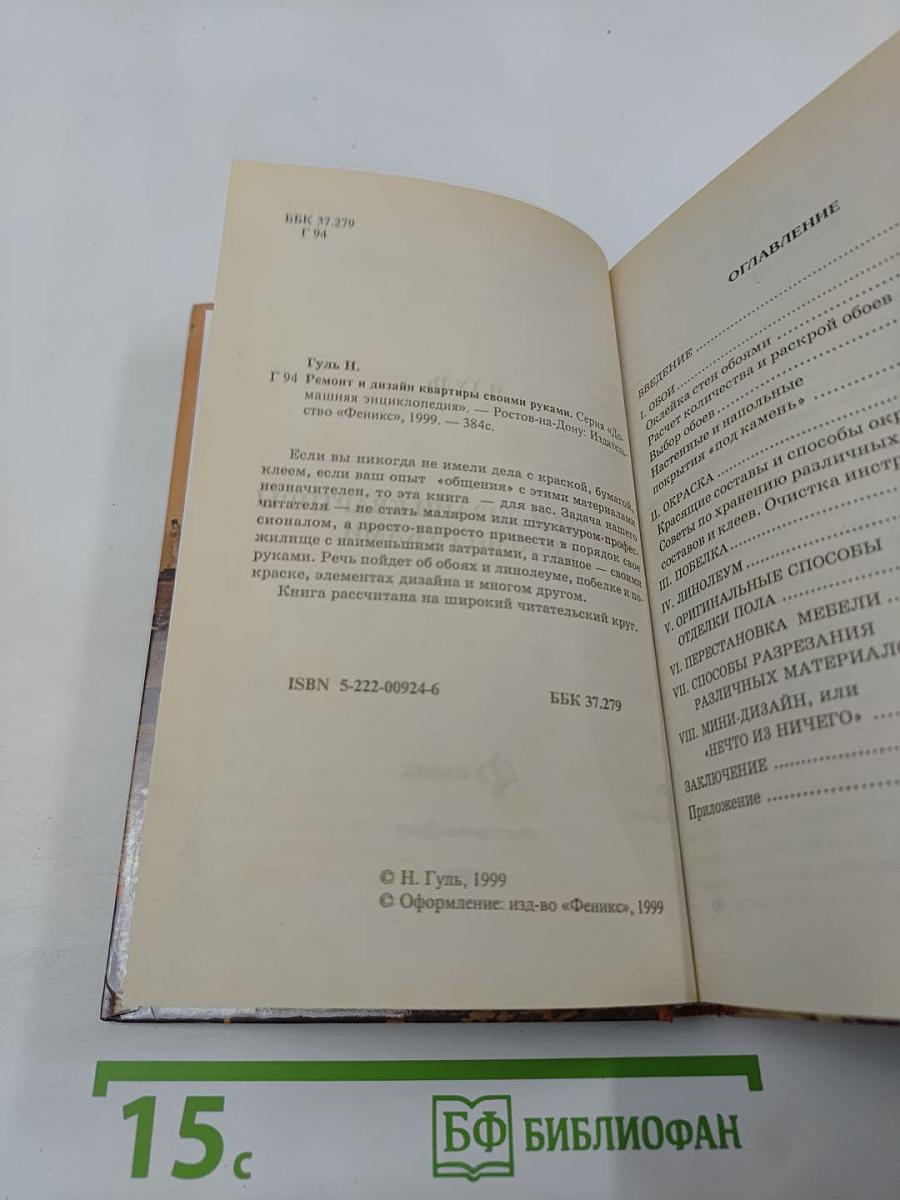 ББК 37.279
Г 94
Гуль Н.
Г 94 Ремонт и дизайн квартиры своими руками. Серия «До-
машняя энциклопедия». — Ростов-на-Дону: Издатель-
ство «Феникс», 1999. — 384с.
Если вы никогда не имели дела с краской, бумагой,
клеем, если ваш опыт «общения» с этими материалами
незначителен, то эта книга — для вас. Задача нашего
читателя — не стать маляром или штукатуром-профес-
сионалом, а просто-напросто привести в порядок свое
жилище с наименьшими затратами, а главное — своими
руками. Речь пойдет об обоях и линолеуме, побелке и по-
краске, элементах дизайна и многом другом.
Книга рассчитана на широкий читательский круг.
ISBN 5-222-00924-6
ББК 37.279
© Н. Гуль, 1999
© Оформление: изд-во «Феникс», 1999
ОГЛАВЛЕНИЕ
ВВЕДЕНИЕ
I. ОБОИ
Оклейка стен обоями
Расчет количества и раскрой обоев
Выбор обоев
Настенные и напольные
покрытия «под камень»
II. ОКРАСКА
Красящие составы и способы окр
Советы по хранению различных
составов и клеев. Очистка инстр
III. ПОБЕЛКА
IV. ЛИНОЛЕУМ
V. ОРИГИНАЛЬНЫЕ СПОСОБЫ
ОТДЕЛКИ ПОЛА
VI. ПЕРЕСТАНОВКА МЕБЕЛИ
VII. СПОСОБЫ РАЗРЕЗАНИЯ
РАЗЛИЧНЫХ МАТЕРИАЛО
VIII. МИНИ-ДИЗАЙН, ИЛИ
«НЕЧТО ИЗ НИЧЕГО»
ЗАКЛЮЧЕНИЕ
Приложение
15 с
БФ БИБЛИОФАН